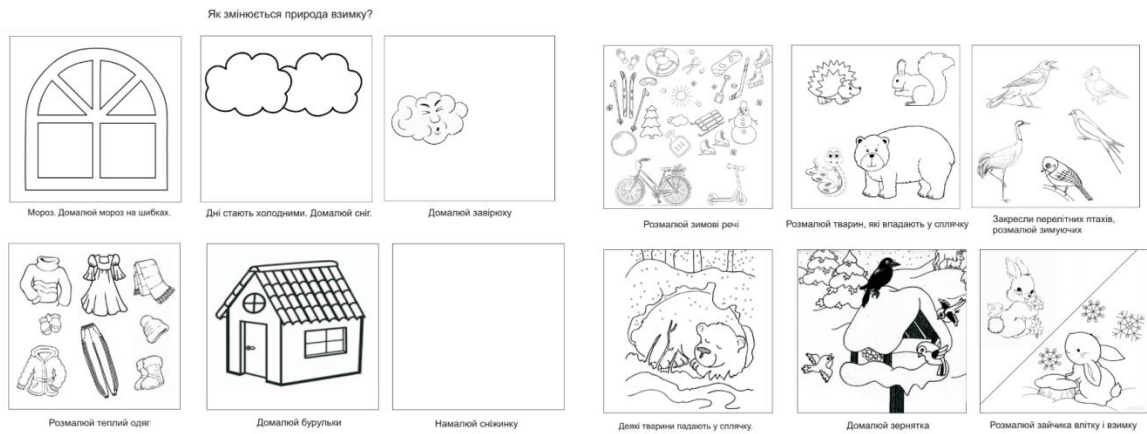 Як змінюється природа взимку?
Мороз. Домалюй мороз на шибках.
Дні стають холодними. Домалюй сніг.
Домалюй завірюху
Розмалюй зимові речі
Розмалюй тварин, які впадають у сплячку
Закресли перелітних птахів,
розмалюй зимуючих
Розмалюй теплий одяг
Домалюй бурульки
Намалюй сніжинку
Деякі тварини падають у сплячку.
Домалюй зернятка
Розмалюй зайчика влітку і взимку